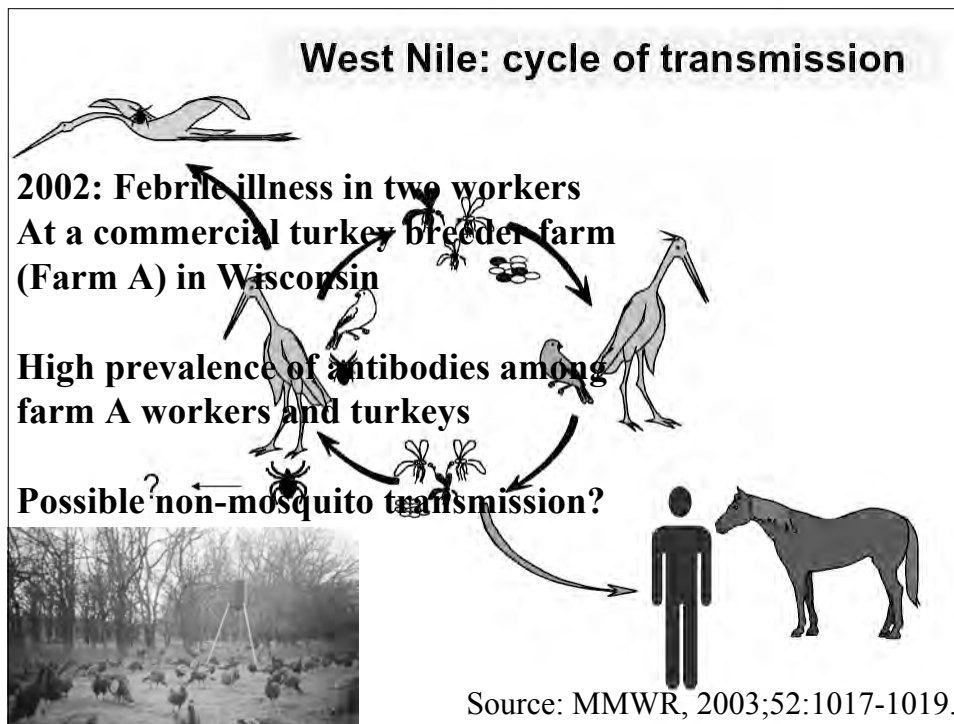 West Nile: cycle of transmission
2002: Febrile illness in two workers
At a commercial turkey breeder farm
(Farm A) in Wisconsin
High prevalence of antibodies among
farm A workers and turkeys
?
Possible non-mosquito transmission?
Source: MMWR, 2003;52:1017-1019.